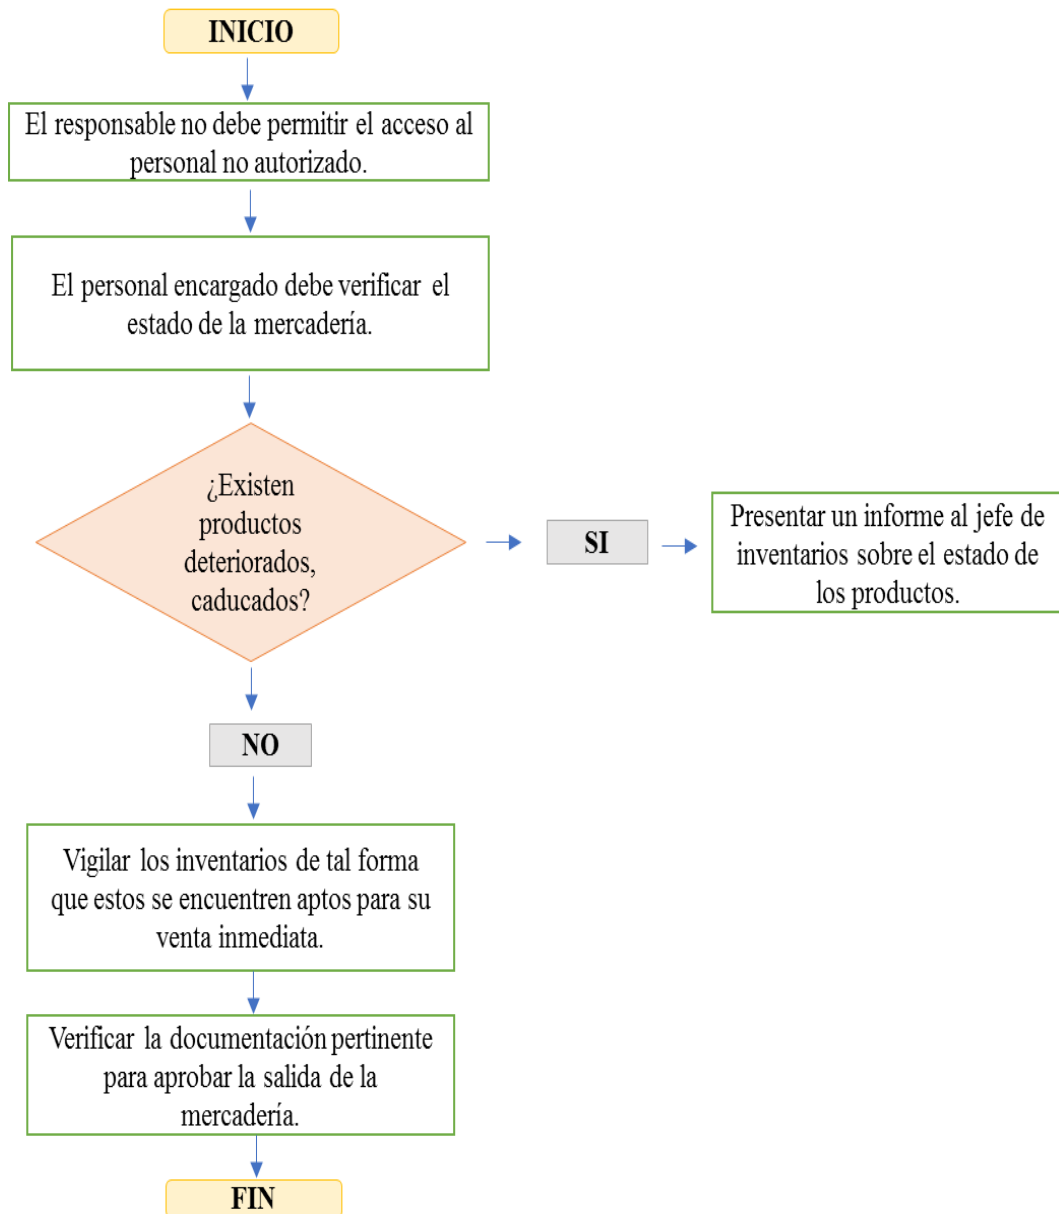 INICIO
El responsable no debe permitir el acceso al
personal no autorizado.
El personal encargado debe verificar el
estado de la mercadería.
¿Existen
productos
deteriorados,
caducados?
SI
Presentar un informe al jefe de
inventarios sobre el estado de
los productos.
NO
Vigilar los inventarios de tal forma
que estos se encuentren aptos para su
venta inmediata.
Verificar la documentación pertinente
para aprobar la salida de la
mercadería.
FIN